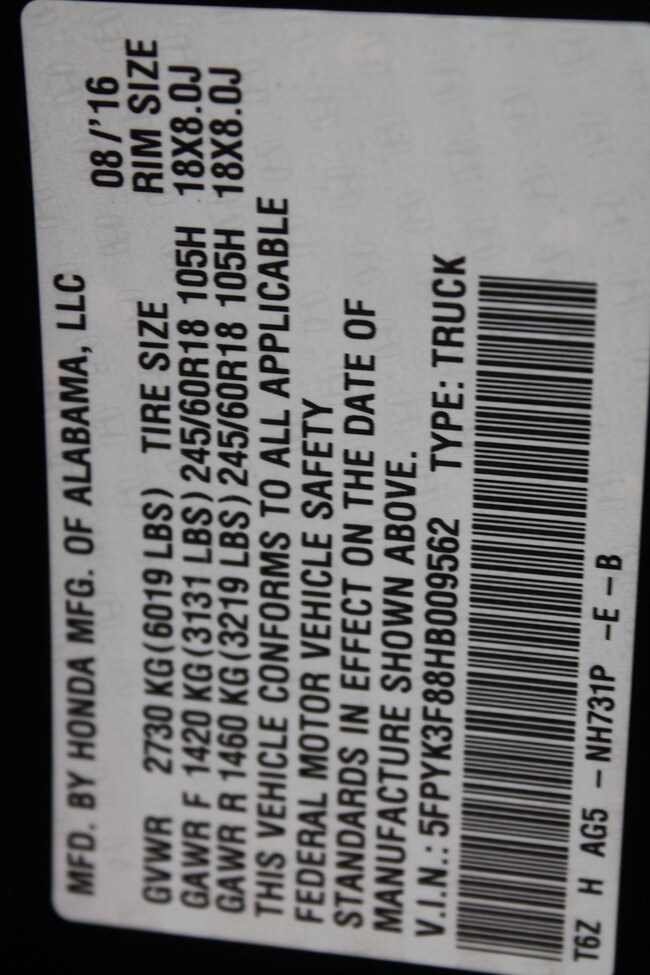 MFD. BY HONDA MFG. OF ALABAMA, LLC 08/'16
GVWR 2730 KG(6019 LBS) TIRE SIZE RIM SIZE
GAWR F 1420 KG(3131 LBS) 245/60R18 105H 18X8.0J
GAWR R 1460 KG(3219 LBS) 245/60R18 105H 18X8.0J
THIS VEHICLE CONFORMS TO ALL APPLICABLE
FEDERAL MOTOR VEHICLE SAFETY
STANDARDS IN EFFECT ON THE DATE OF
MANUFACTURE SHOWN ABOVE.
V.I.N.: 5FPYK3F88HB009562 TYPE: TRUCK
T6Z H AG5 - NH731P -E - B